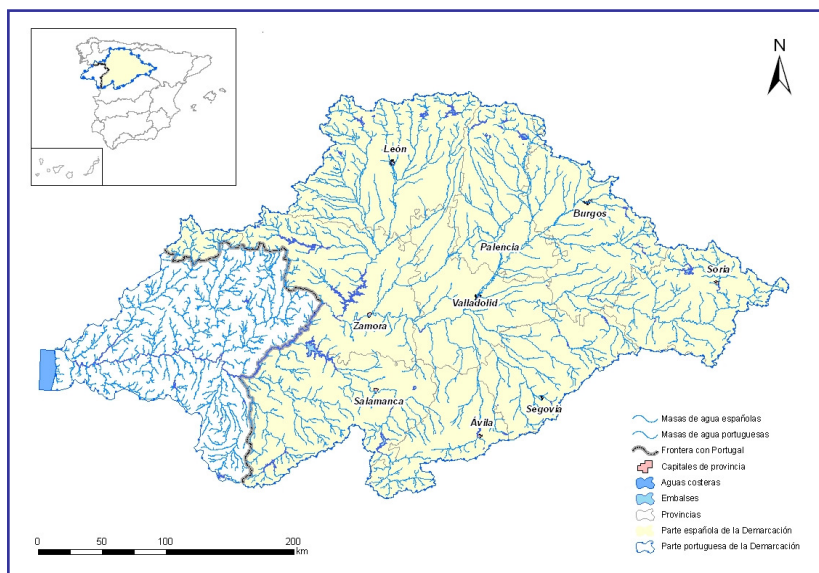 N
León
Burgos
Palencia
Soria
Valladolid
Zamora
Salamanca
Segovia
Ávila
Masas de agua españolas
Masas de agua portuguesas
Frontera con Portugal
Capitales de provincia
Aguas costeras
Embalses
Provincias
Parte española de la Demarcación
Parte portuguesa de la Demarcación
0 50 100 200
km